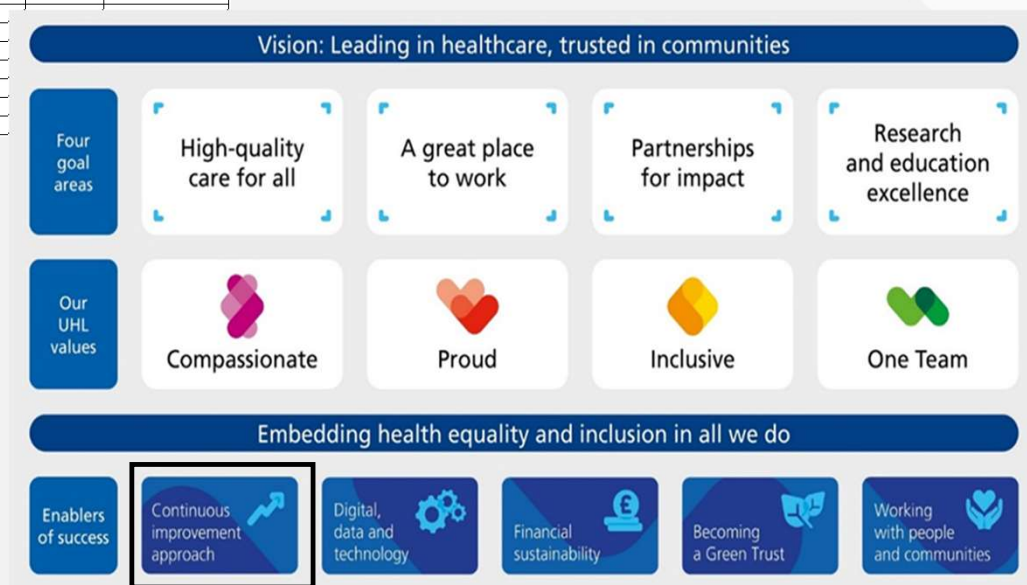 Vision: Leading in healthcare, trusted in communities
Four
goal
areas
High-quality
care for all
A great place
to work
Partnerships
for impact
Research
and education
excellence
Our
UHL
values
Compassionate
Proud
Inclusive
One Team
Embedding health equality and inclusion in all we do
Enablers
of success
Continuous
improvement
approach
Digital,
data and
technology
£
Financial
sustainability
Becoming
a Green Trust
Working
with people
and communities